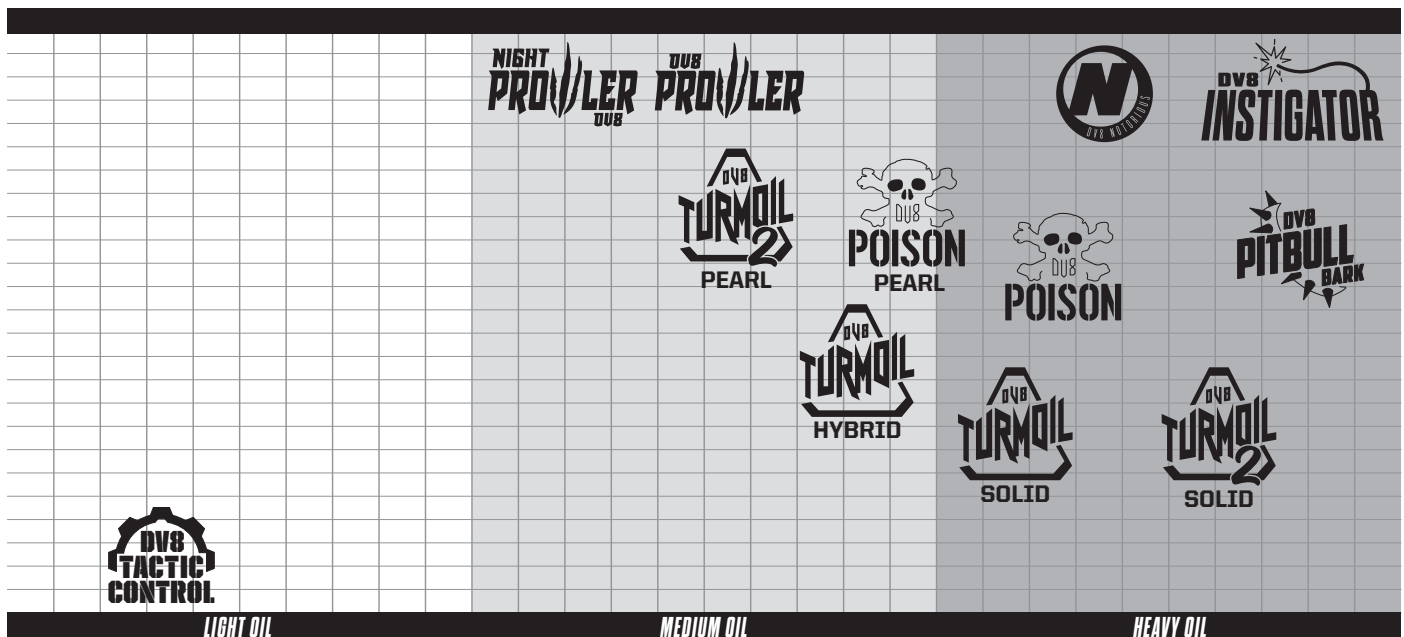 NIGHT
PROWLER
DV8
DV8
PROWLER
N
DV8 NOTORIOUS
DV8
INSTIGATOR
DV8
TURMOIL
2
PEARL
DV8
POISON
PEARL
DV8
POISON
DV8
PITBULL
BARK
DV8
TURMOIL
HYBRID
DV8
TURMOIL
SOLID
DV8
TURMOIL
2
SOLID
DV8
TACTIC
CONTROL
LIGHT OIL
MEDIUM OIL
HEAVY OIL